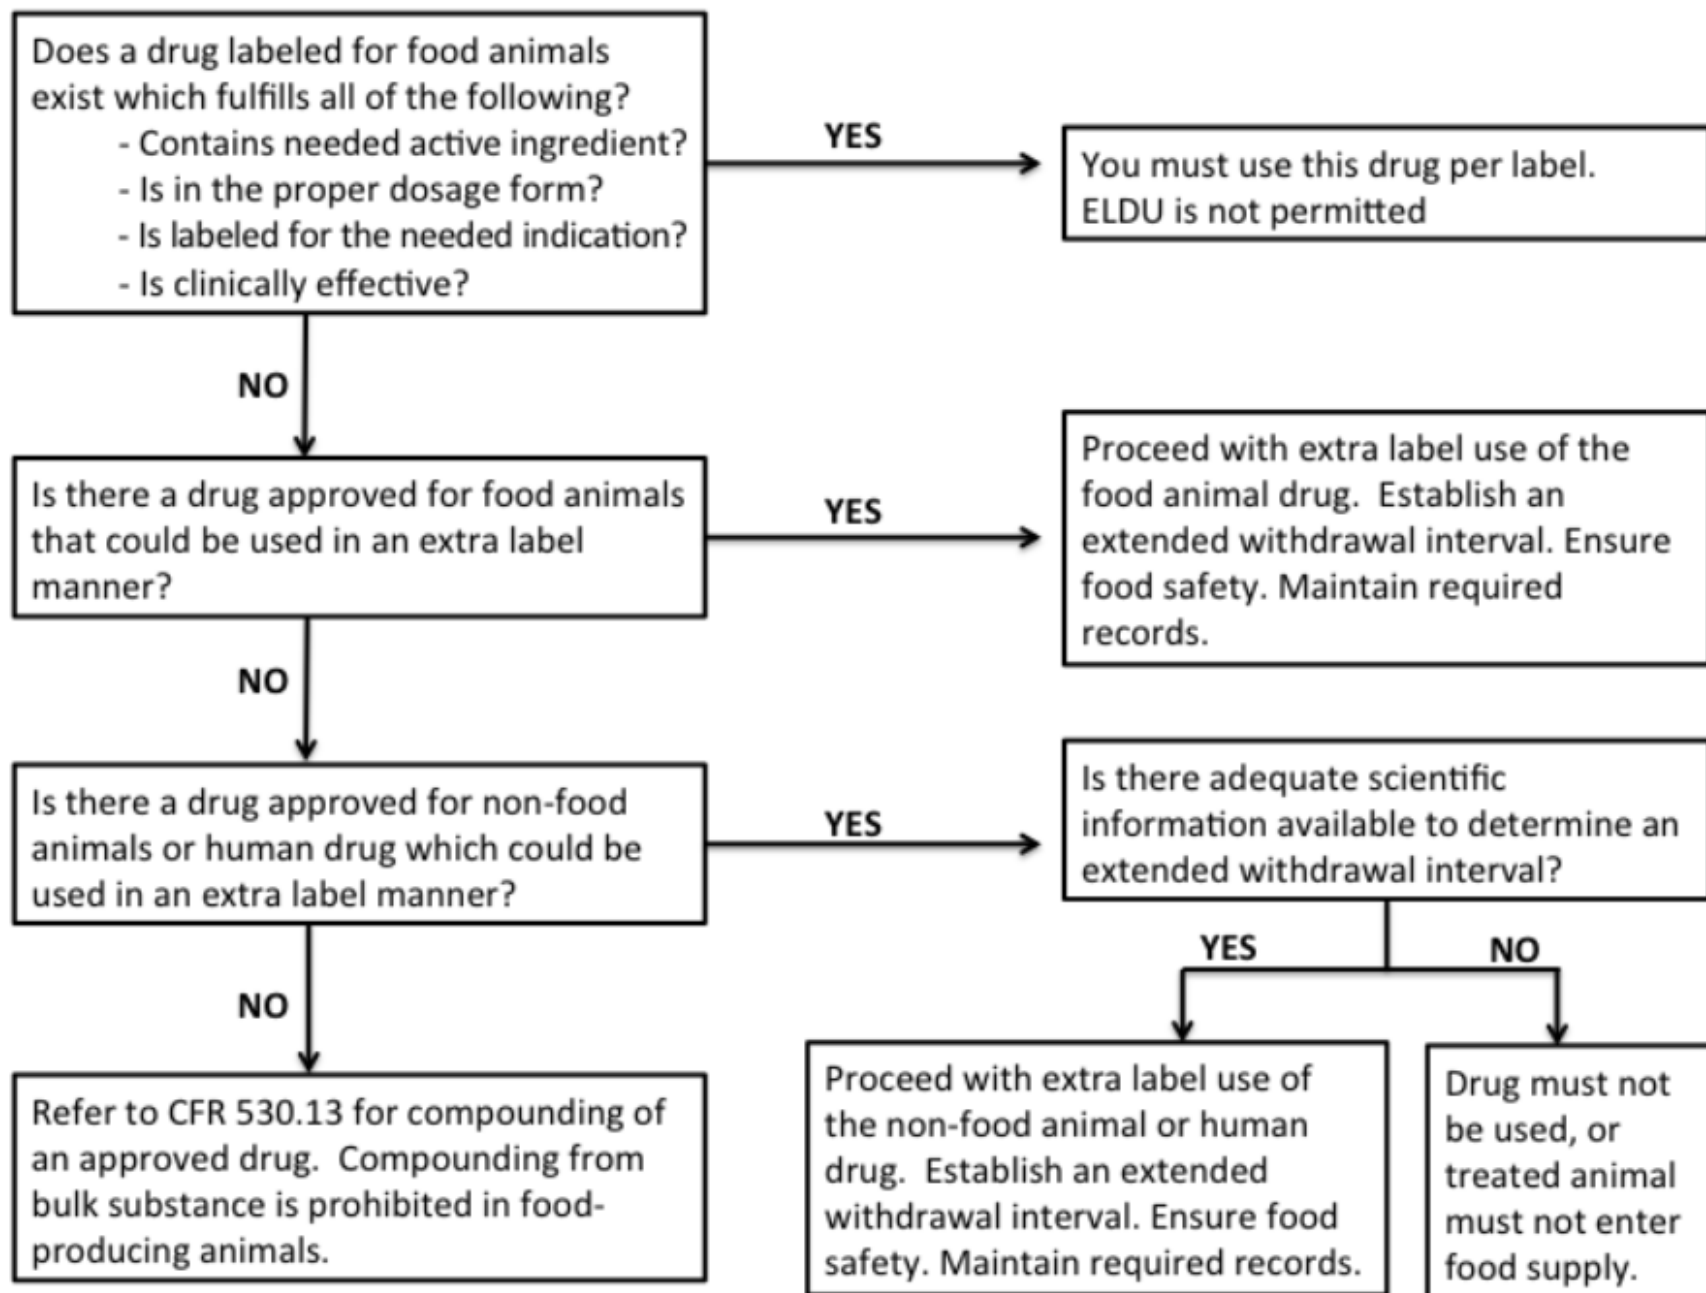 Does a drug labeled for food animals
exist which fulfills all of the following?
- Contains needed active ingredient?
- Is in the proper dosage form?
- Is labeled for the needed indication?
- Is clinically effective?
YES
You must use this drug per label.
ELDU is not permitted
NO
Is there a drug approved for food animals
that could be used in an extra label
manner?
YES
Proceed with extra label use of the
food animal drug.  Establish an
extended withdrawal interval. Ensure
food safety. Maintain required
records.
NO
Is there a drug approved for non-food
animals or human drug which could be
used in an extra label manner?
YES
Is there adequate scientific
information available to determine an
extended withdrawal interval?
NO
Refer to CFR 530.13 for compounding of
an approved drug.  Compounding from
bulk substance is prohibited in food-
producing animals.
YES
Proceed with extra label use of
the non-food animal or human
drug.  Establish an extended
withdrawal interval. Ensure food
safety. Maintain required records.
NO
Drug must not
be used, or
treated animal
must not enter
food supply.